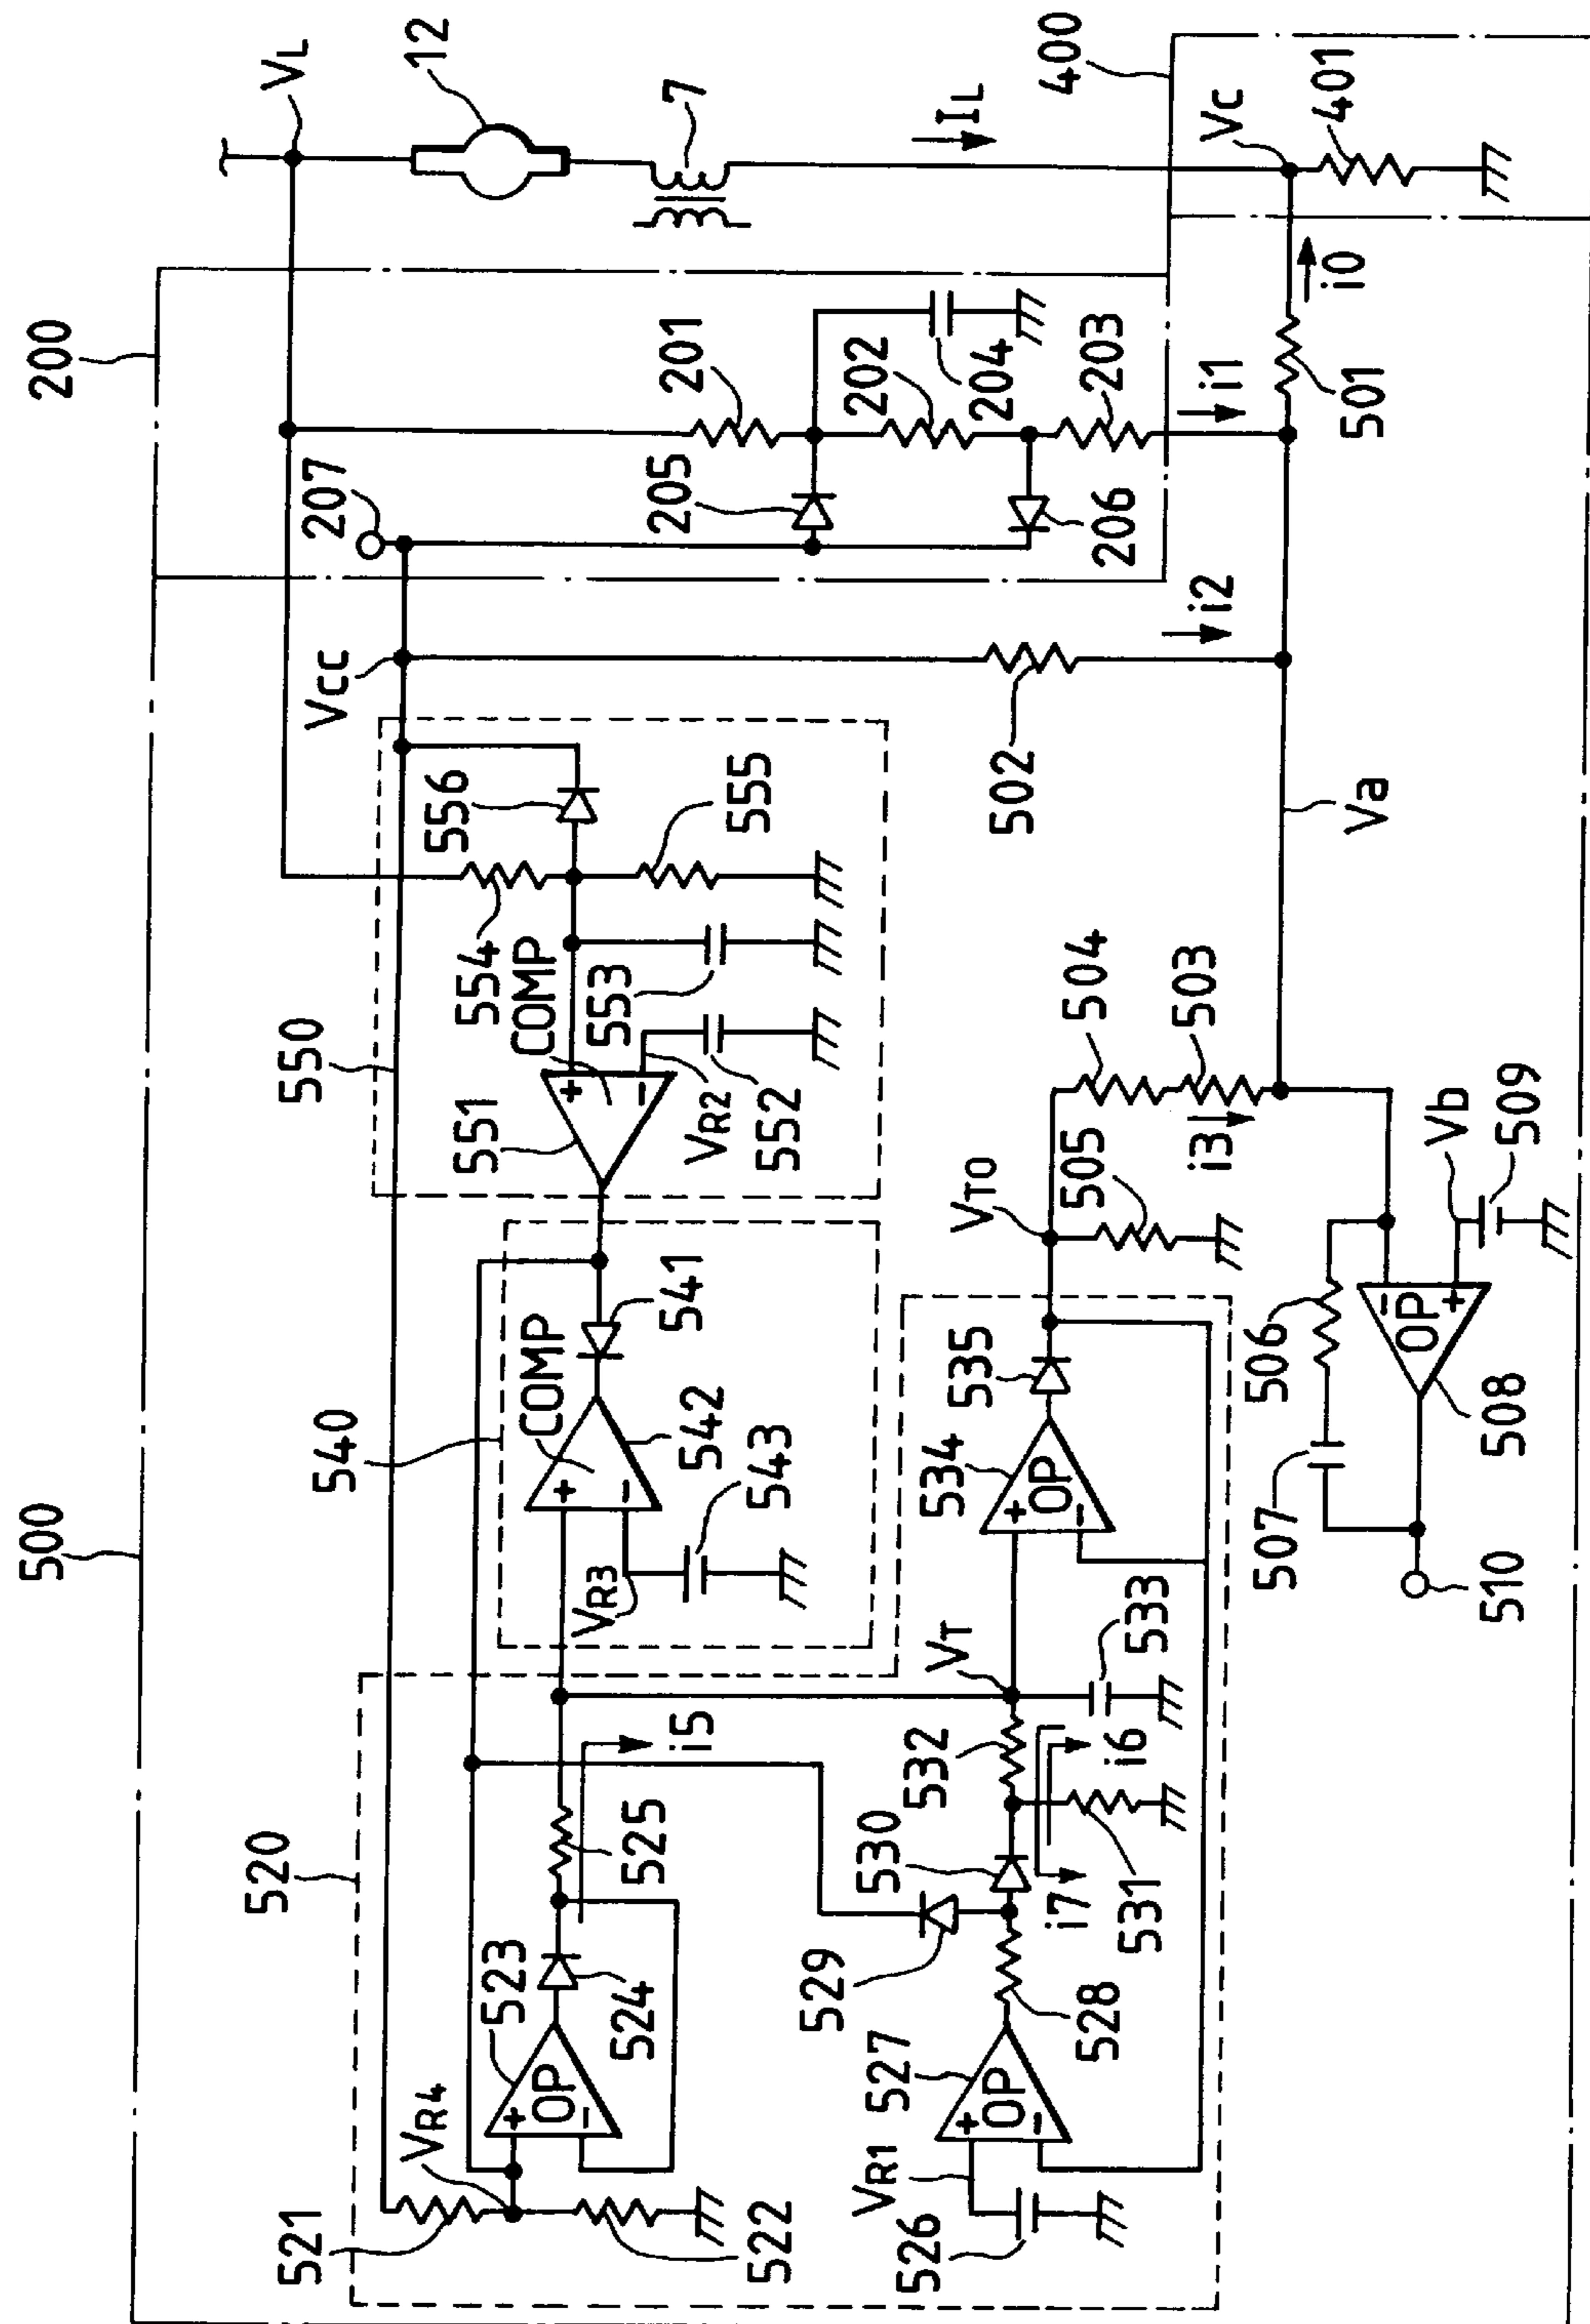 500
520
521
VR4
522
523
OP
+
−
524
525
i5
VR1
526
527
OP
+
−
528
529
530
i7
531
i6
532
VT
533
534
OP
+
−
535
540
VR3
543
542
COMP
+
−
541
550
551
COMP
+
−
VR2
552
553
554
555
556
VCC
VTO
505
504
503
i3
510
507
506
508
OP
−
+
Vb
509
Va
502
i2
200
207
205
206
201
202
204
203
i1
501
i0
VL
12
7
IL
400
Vc
401